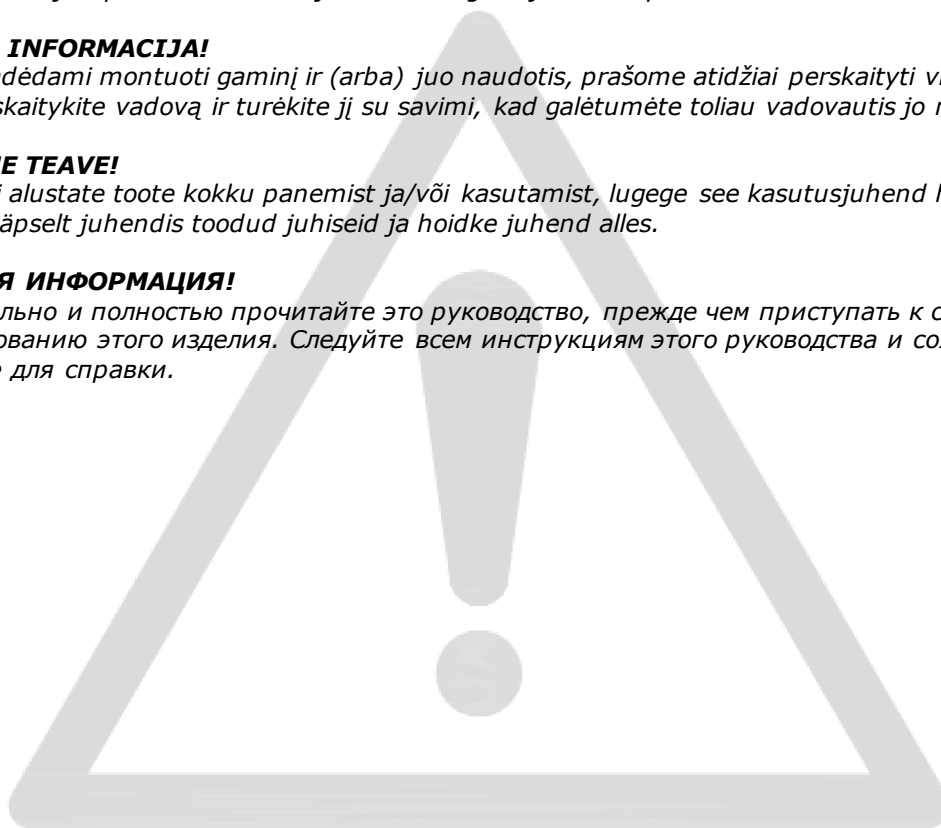 INFORMACIJA!
dėdami montuoti gaminį ir (arba) juo naudotis, prašome atidžiai perskaityti vi
skaitykite vadovą ir turėkite jį su savimi, kad galėtumėte toliau vadovautis jo n
E TEAVE!
i alustate toote kokku panemist ja/või kasutamist, lugege see kasutusjuhend h
äpselt juhendis toodud juhiseid ja hoidke juhend alles.
Я ИНФОРМАЦИЯ!
льно и полностью прочитайте это руководство, прежде чем приступать к с
ованию этого изделия. Следуйте всем инструкциям этого руководства и со
е для справки.